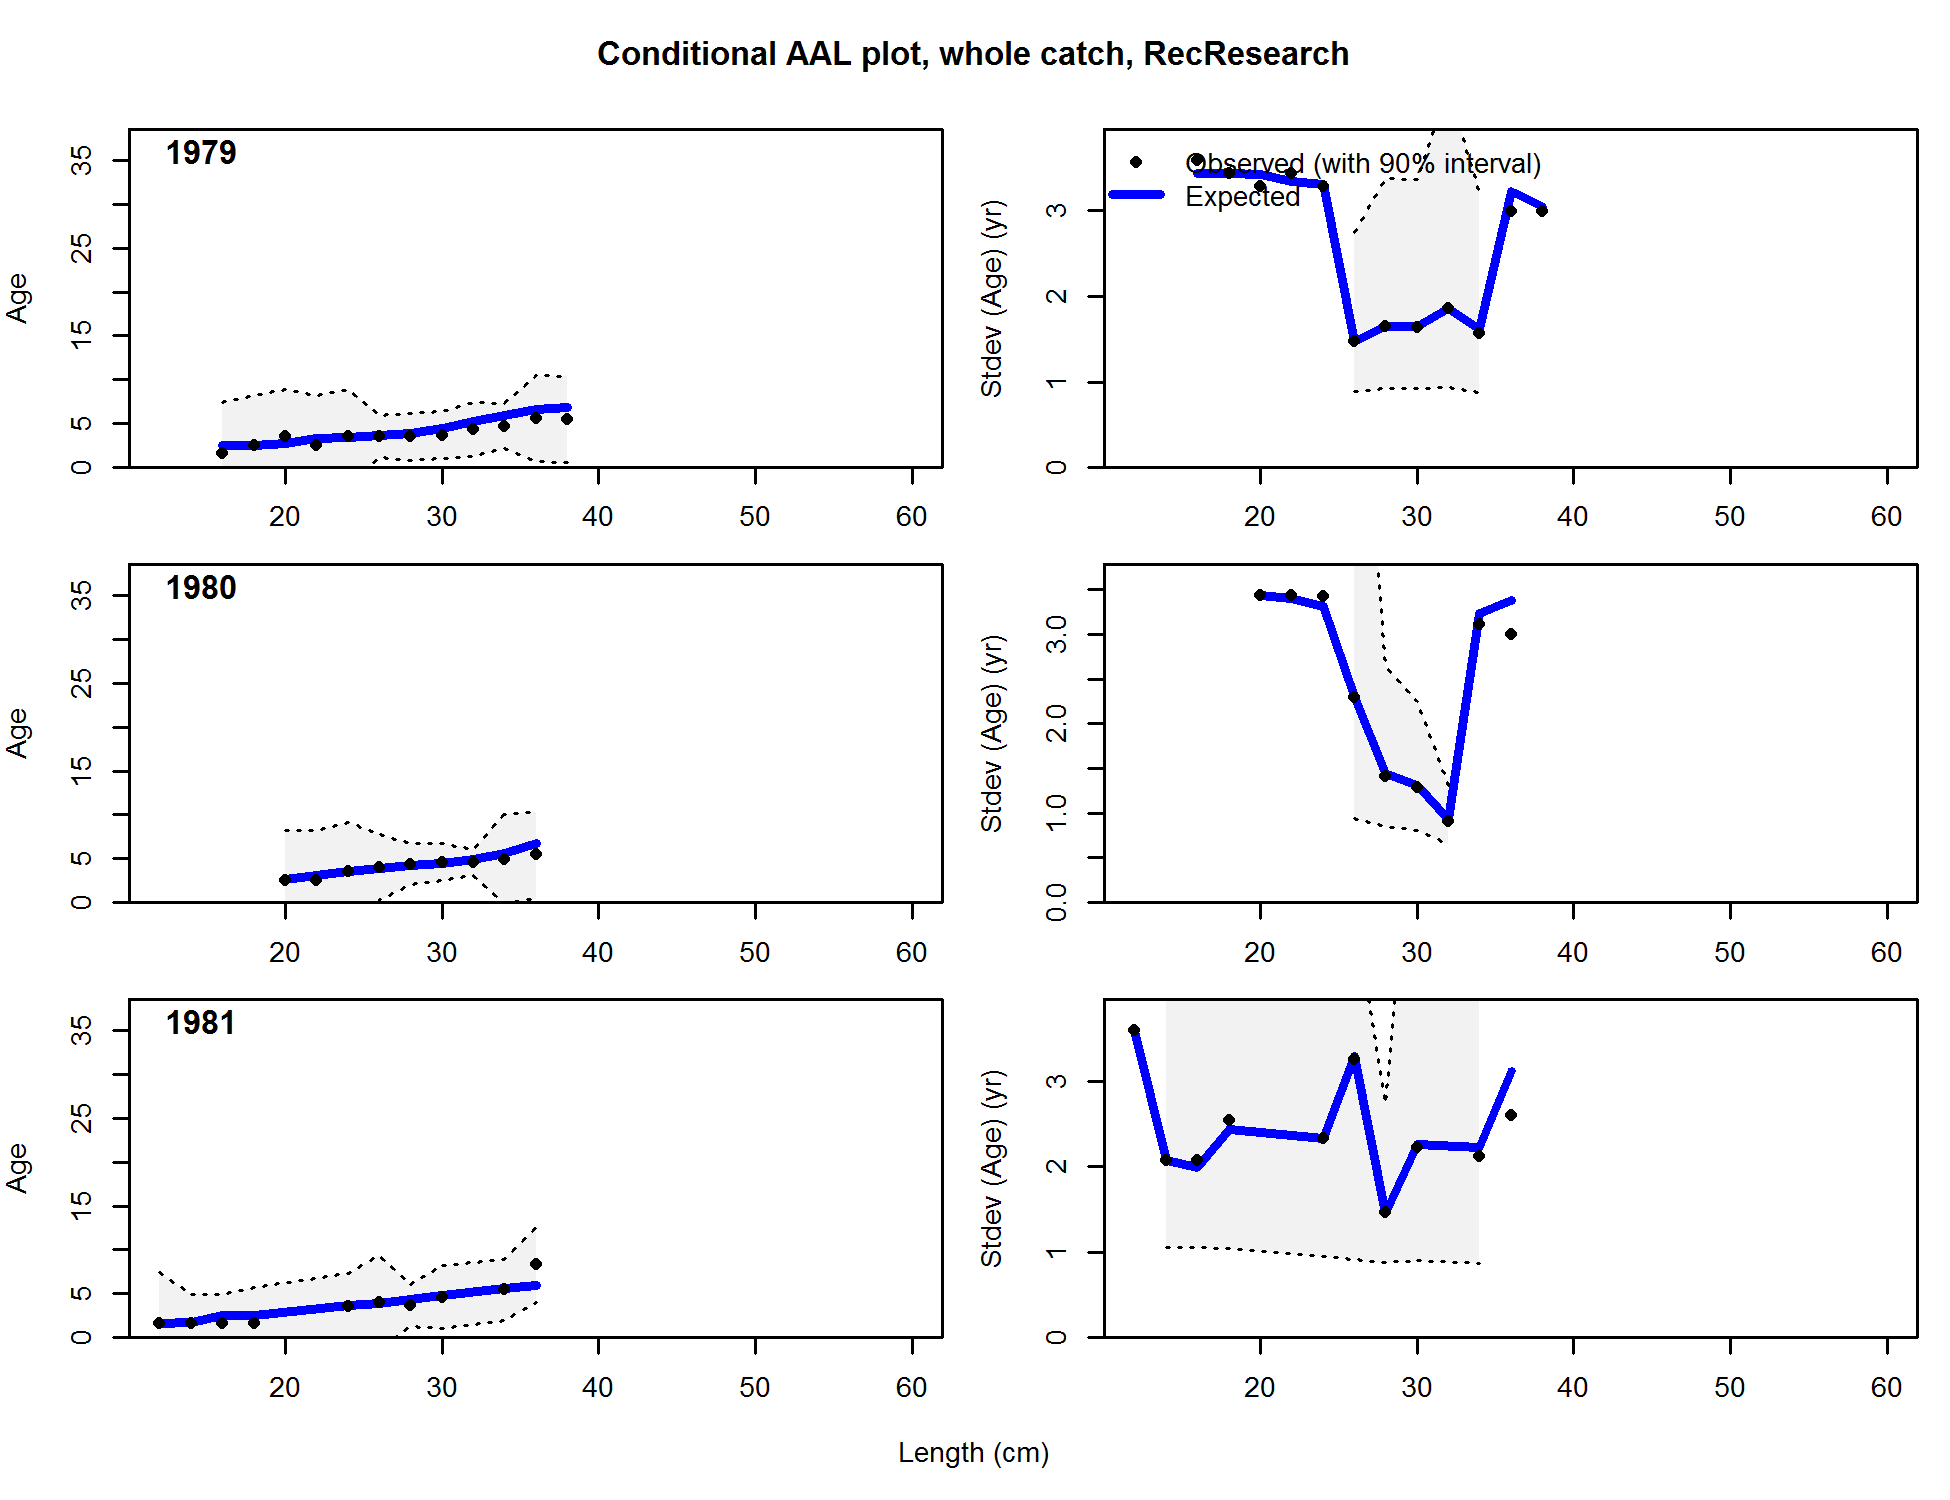 Conditional AAL plot, whole catch, RecResearch
1979
Age
0 5 15 25 35
20 30 40 50 60
Observed (with 90% interval)
Expected
Stdev (Age) (yr)
0 1 2 3
20 30 40 50 60
1980
Age
0 5 15 25 35
20 30 40 50 60
Stdev (Age) (yr)
0.0 1.0 2.0 3.0
20 30 40 50 60
1981
Age
0 5 15 25 35
20 30 40 50 60
Stdev (Age) (yr)
0 1 2 3
20 30 40 50 60
Length (cm)